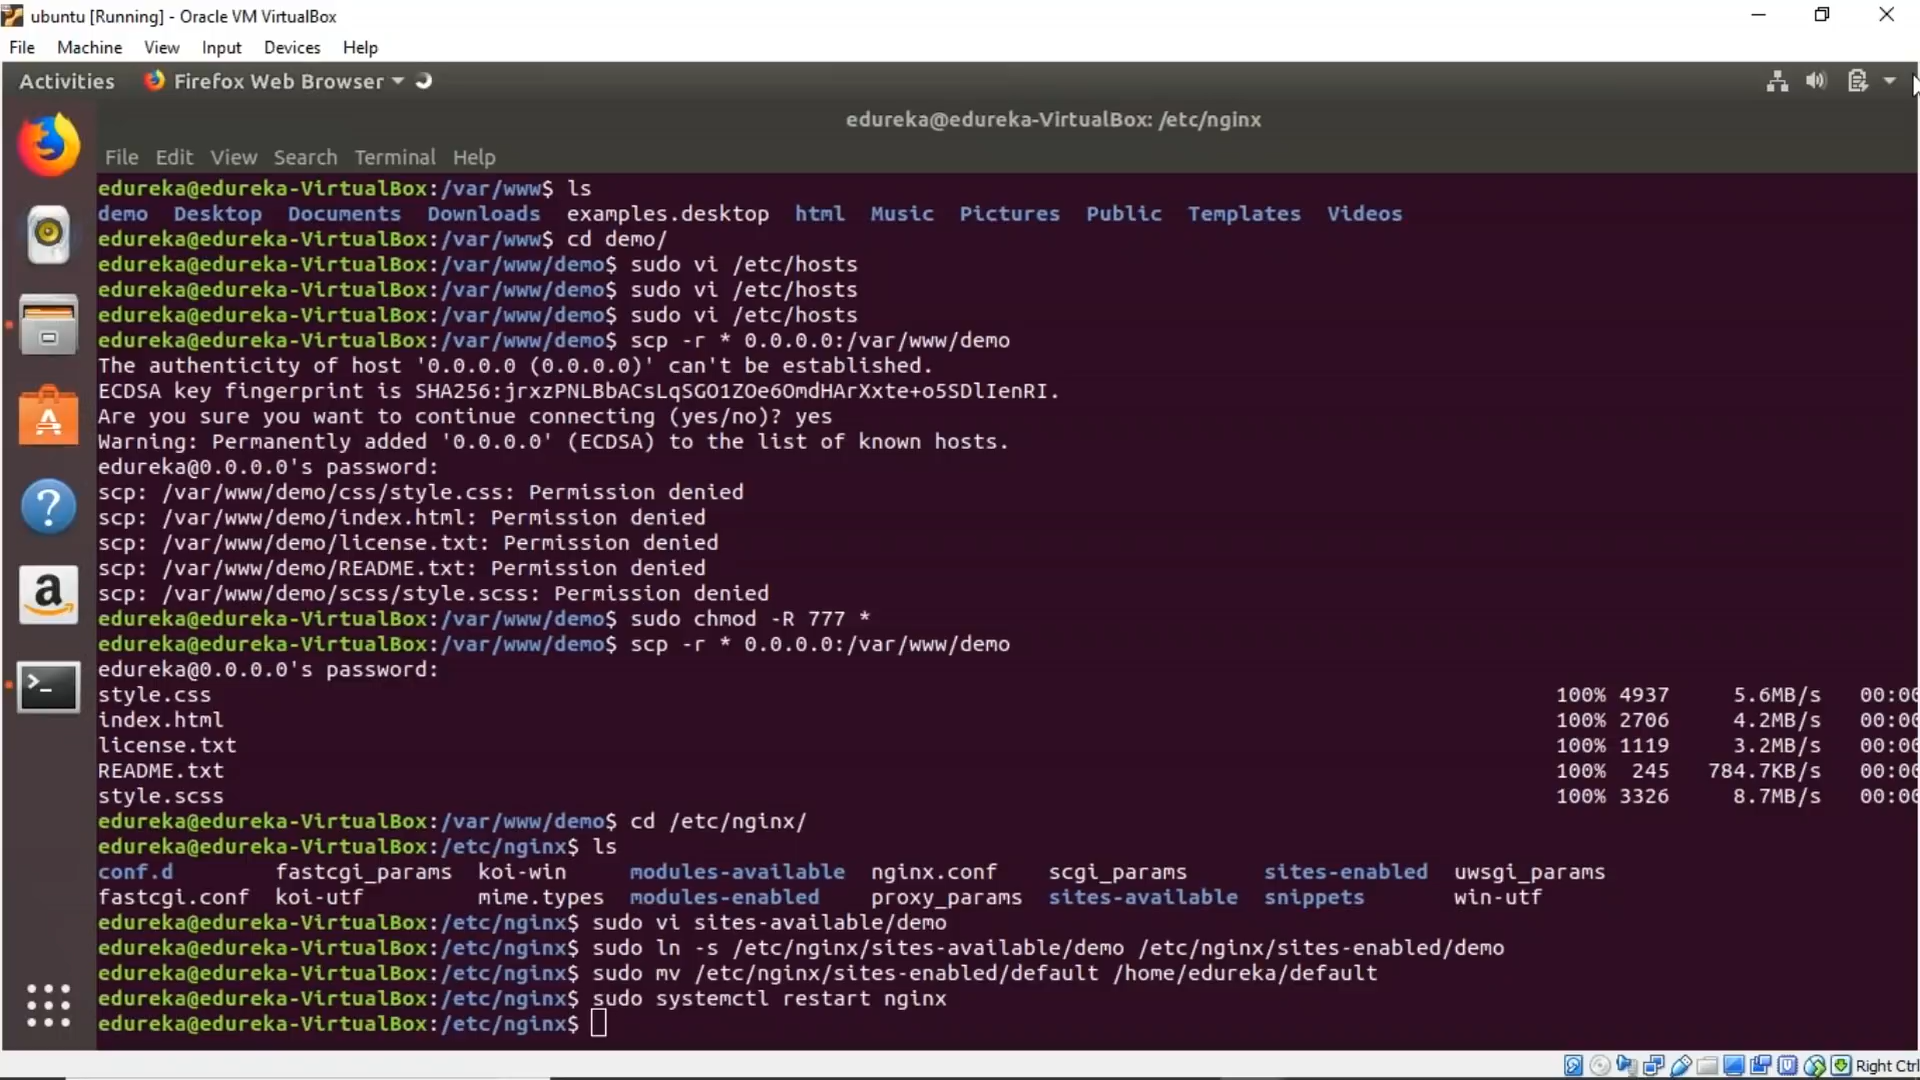 ubuntu [Running] - Oracle VM VirtualBox
File Machine View Input Devices Help
Activities Firefox Web Browser
edureka@edureka-VirtualBox: /etc/nginx
File Edit View Search Terminal Help
edureka@edureka-VirtualBox:/var/www$ ls
demo Desktop Documents Downloads examples.desktop html Music Pictures Public Templates Videos
edureka@edureka-VirtualBox:/var/www$ cd demo/
edureka@edureka-VirtualBox:/var/www/demo$ sudo vi /etc/hosts
edureka@edureka-VirtualBox:/var/www/demo$ sudo vi /etc/hosts
edureka@edureka-VirtualBox:/var/www/demo$ sudo vi /etc/hosts
edureka@edureka-VirtualBox:/var/www/demo$ scp -r * 0.0.0.0:/var/www/demo
The authenticity of host '0.0.0.0 (0.0.0.0)' can't be established.
ECDSA key fingerprint is SHA256:jrxzPNLBbACsLqSGO1ZOe6OmdHArXxte+o5SDlIenRI.
Are you sure you want to continue connecting (yes/no)? yes
Warning: Permanently added '0.0.0.0' (ECDSA) to the list of known hosts.
edureka@0.0.0.0's password:
scp: /var/www/demo/css/style.css: Permission denied
scp: /var/www/demo/index.html: Permission denied
scp: /var/www/demo/license.txt: Permission denied
scp: /var/www/demo/README.txt: Permission denied
scp: /var/www/demo/scss/style.scss: Permission denied
edureka@edureka-VirtualBox:/var/www/demo$ sudo chmod -R 777 *
edureka@edureka-VirtualBox:/var/www/demo$ scp -r * 0.0.0.0:/var/www/demo
edureka@0.0.0.0's password:
style.css 100% 4937 5.6MB/s 00:00
index.html 100% 2706 4.2MB/s 00:00
license.txt 100% 1119 3.2MB/s 00:00
README.txt 100% 245 784.7KB/s 00:00
style.scss 100% 3326 8.7MB/s 00:00
edureka@edureka-VirtualBox:/var/www/demo$ cd /etc/nginx/
edureka@edureka-VirtualBox:/etc/nginx$ ls
conf.d fastcgi_params koi-win modules-available nginx.conf scgi_params sites-enabled uwsgi_params
fastcgi.conf koi-utf mime.types modules-enabled proxy_params sites-available snippets win-utf
edureka@edureka-VirtualBox:/etc/nginx$ sudo vi sites-available/demo
edureka@edureka-VirtualBox:/etc/nginx$ sudo ln -s /etc/nginx/sites-available/demo /etc/nginx/sites-enabled/demo
edureka@edureka-VirtualBox:/etc/nginx$ sudo mv /etc/nginx/sites-enabled/default /home/edureka/default
edureka@edureka-VirtualBox:/etc/nginx$ sudo systemctl restart nginx
edureka@edureka-VirtualBox:/etc/nginx$
Right Ctrl